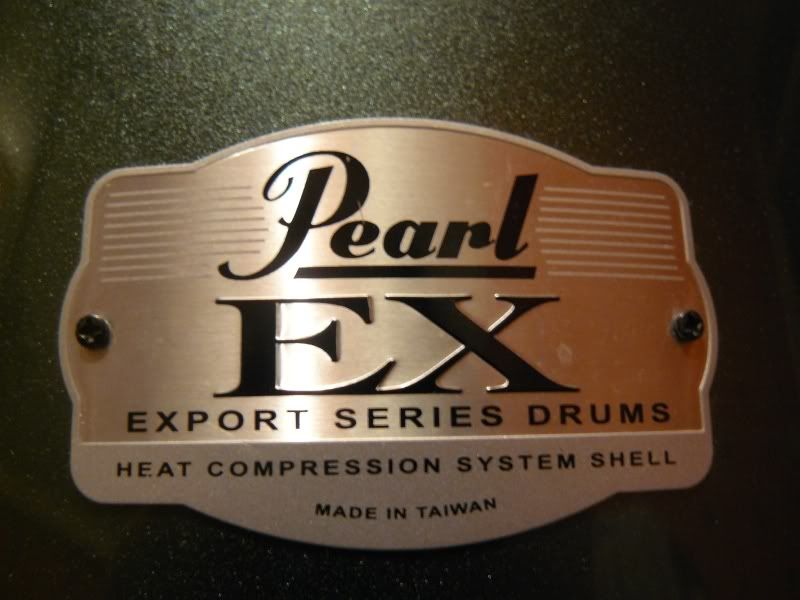 Pearl
EX
EXPORT SERIES DRUMS
HEAT COMPRESSION SYSTEM SHELL
MADE IN TAIWAN